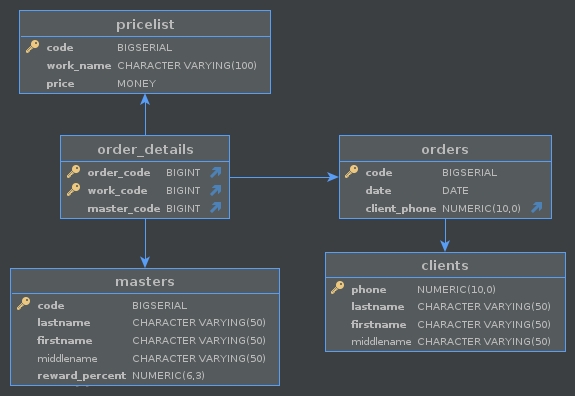 pricelist
code BIGSERIAL
work_name CHARACTER VARYING(100)
price MONEY
order_details
order_code BIGINT
work_code BIGINT
master_code BIGINT
orders
code BIGSERIAL
date DATE
client_phone NUMERIC(10,0)
masters
code BIGSERIAL
lastname CHARACTER VARYING(50)
firstname CHARACTER VARYING(50)
middlename CHARACTER VARYING(50)
reward_percent NUMERIC(6,3)
clients
phone NUMERIC(10,0)
lastname CHARACTER VARYING(50)
firstname CHARACTER VARYING(50)
middlename CHARACTER VARYING(50)